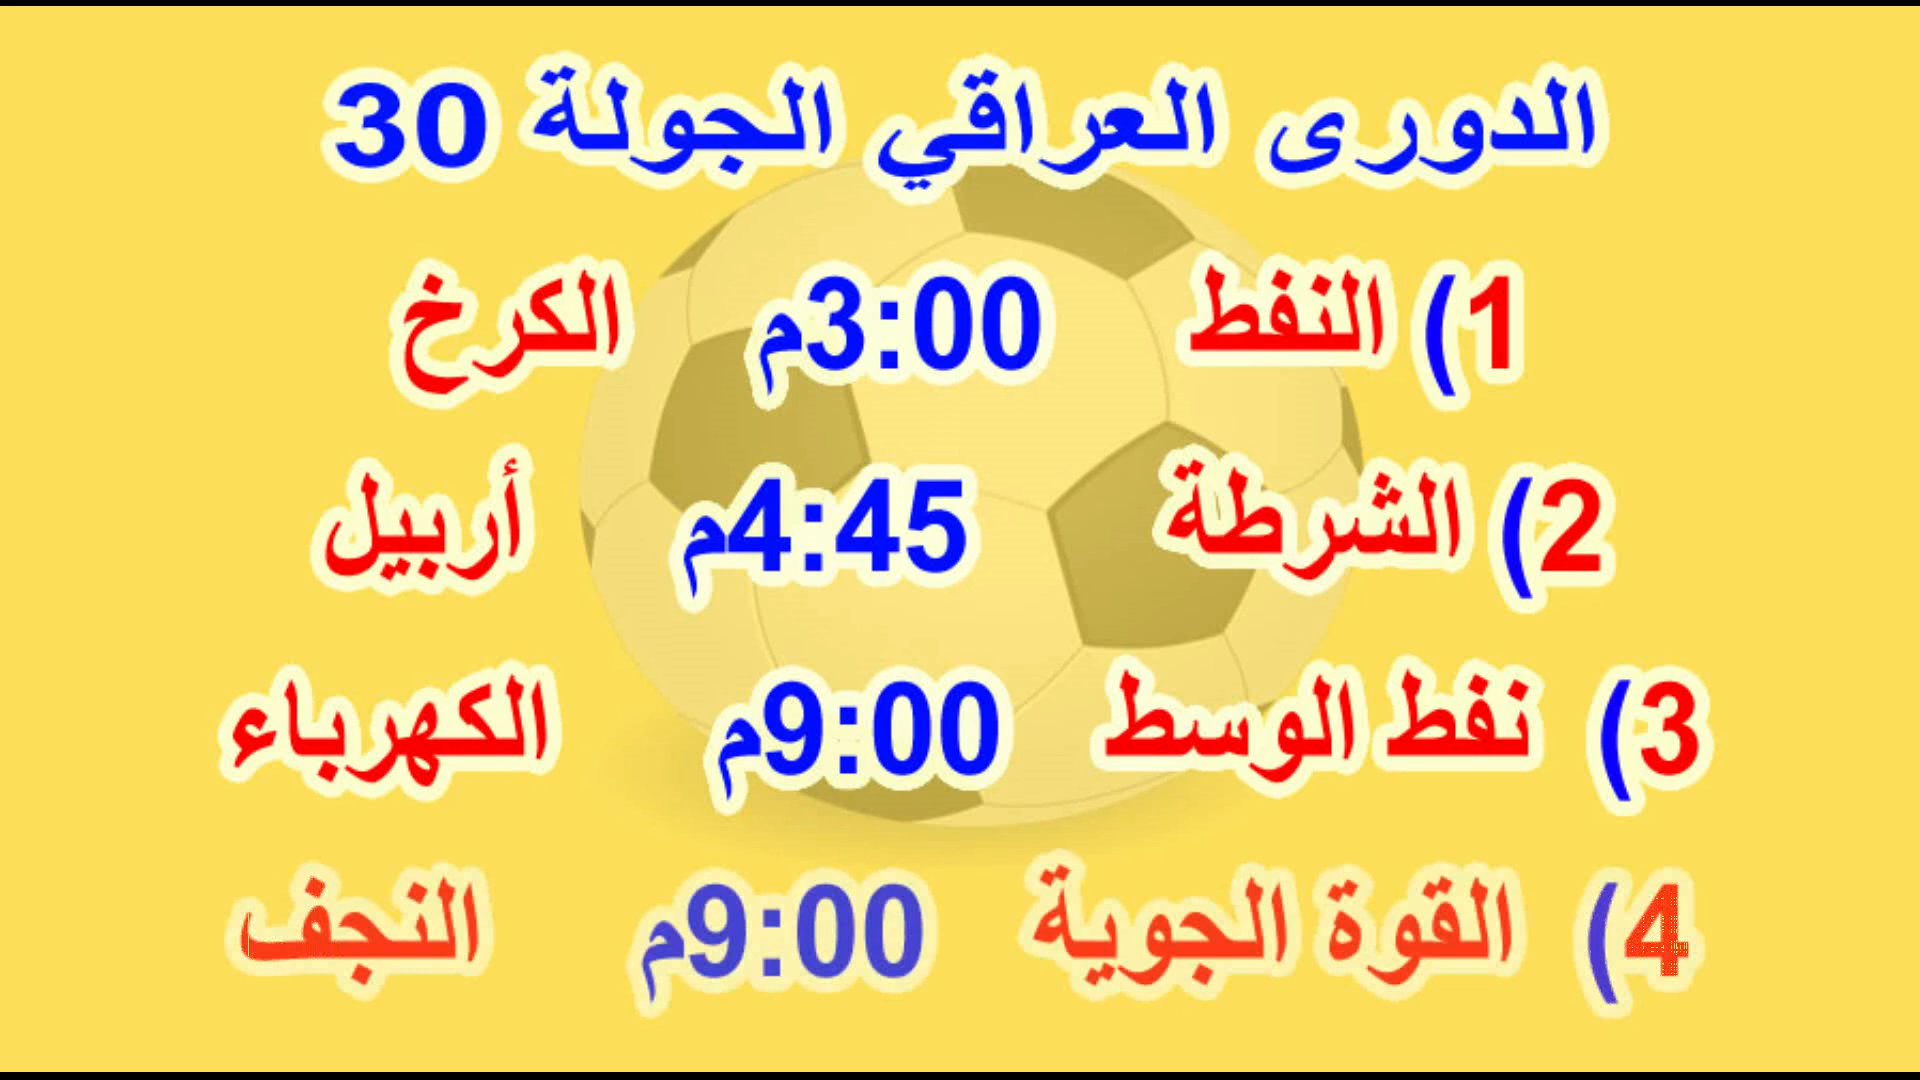 الدورى العراقي الجولة 30
1) النفط 3:00م الكرخ
2) الشرطة 4:45م أربيل
3) نفط الوسط 9:00م الكهرباء
4) القوة الجوية 9:00م النجف